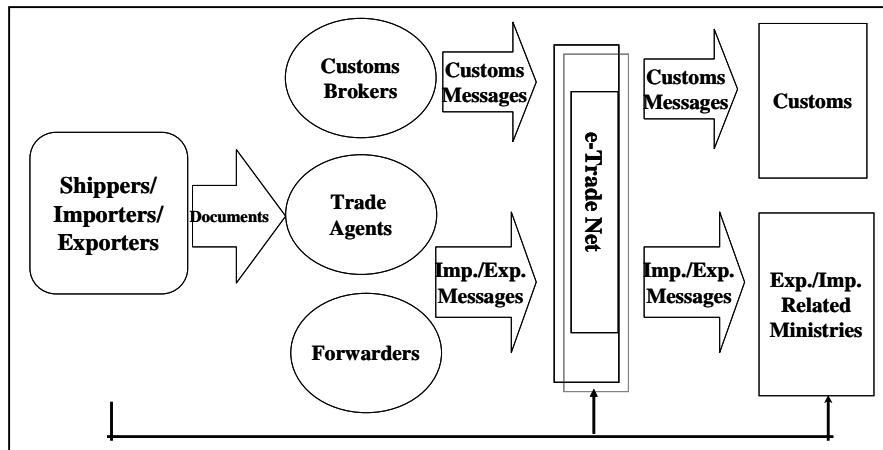 Shippers/
Importers/
Exporters
Documents
Customs
Brokers
Trade
Agents
Forwarders
Customs
Messages
Imp./Exp.
Messages
e-Trade Net
Customs
Messages
Imp./Exp.
Messages
Customs
Exp./Imp.
Related
Ministries